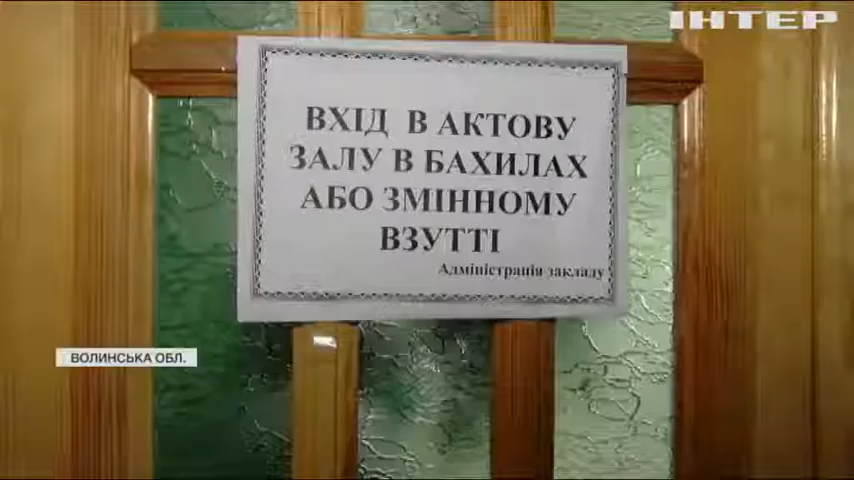 ІНТЕР
ВХІД В АКТОВУ
ЗАЛУ В БАХИЛАХ
АБО ЗМІННОМУ
ВЗУТТІ
Адміністрація закладу
ВОЛИНСЬКА ОБЛ.